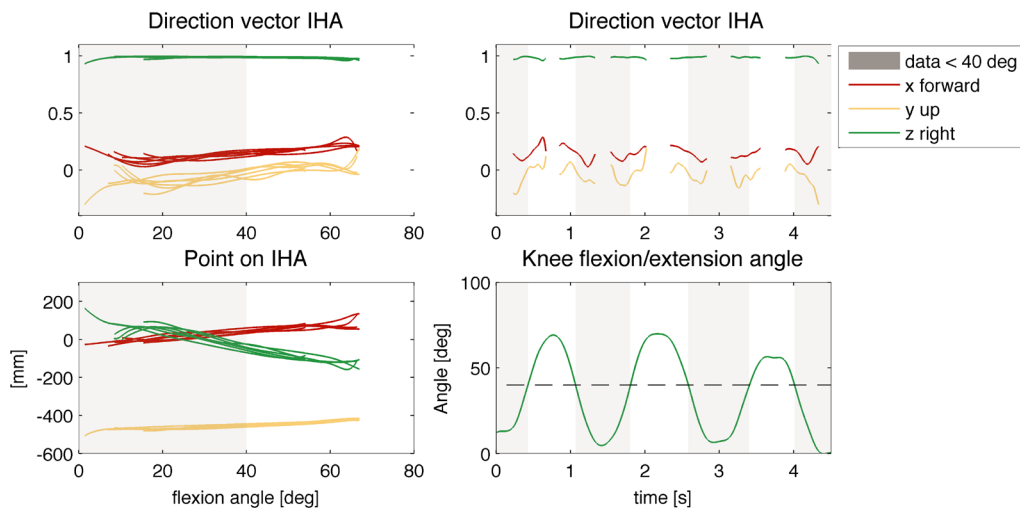 Direction vector IHA
1
0.5
0
0 20 40 60 80
Direction vector IHA
1
0.5
0
0 1 2 3 4
data < 40 deg
x forward
y up
z right
Point on IHA
[mm]
200
0
-200
-400
-600
0 20 40 60 80
flexion angle [deg]
Knee flexion/extension angle
Angle [deg]
100
50
0
0 1 2 3 4
time [s]